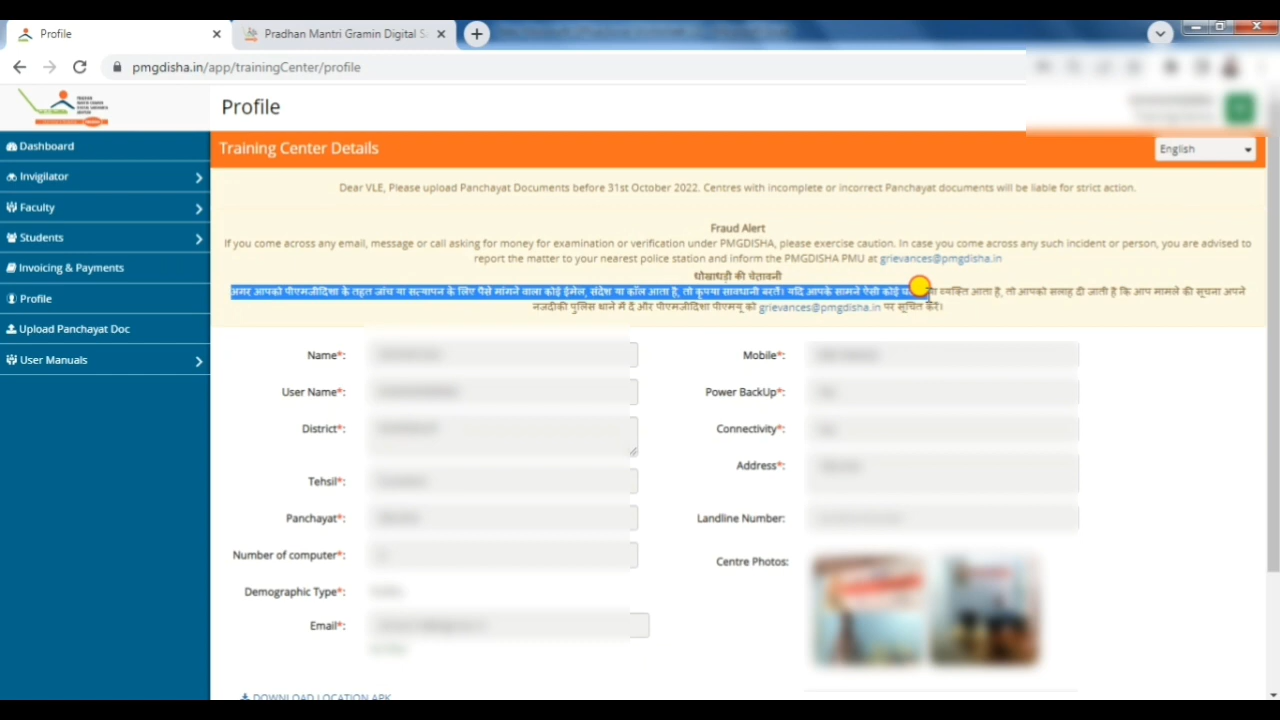 Profile
Pradhan Mantri Gramin Digital S
pmgdisha.in/app/trainingCenter/profile
Profile
Dashboard
Invigilator
Faculty
Students
Invoicing & Payments
Profile
Upload Panchayat Doc
User Manuals
Training Center Details
English
Dear VLE, Please upload Panchayat Documents before 31st October 2022. Centres with incomplete or incorrect Panchayat documents will be liable for strict action.
Fraud Alert
If you come across any email, message or call asking for money for examination or verification under PMGDISHA, please exercise caution. In case you come across any such incident or person, you are advised to
report the matter to your nearest police station and inform the PMGDISHA PMU at grievances@pmgdisha.in
धोखाधड़ी की चेतावनी
अगर आपको पीएमजीदिशा के तहत जांच या सत्यापन के लिए पैसे मांगने वाला कोई ईमेल, संदेश या कॉल आता है, तो कृपया सावधानी बरतें। यदि आपके सामने ऐसी कोई व्यक्ति आता है, तो आपको सलाह दी जाती है कि आप मामले की सूचना अपने
नजदीकी पुलिस थाने में दें और पीएमजीदिशा पीएमयू को grievances@pmgdisha.in पर सूचित करें।
Name*:
Mobile*:
User Name*:
Power BackUp*:
District*:
Connectivity*:
Address*:
Tehsil*:
Panchayat*:
Landline Number:
Number of computer*:
Centre Photos:
Demographic Type*:
Email*:
DOWNLOAD LOCATION APK